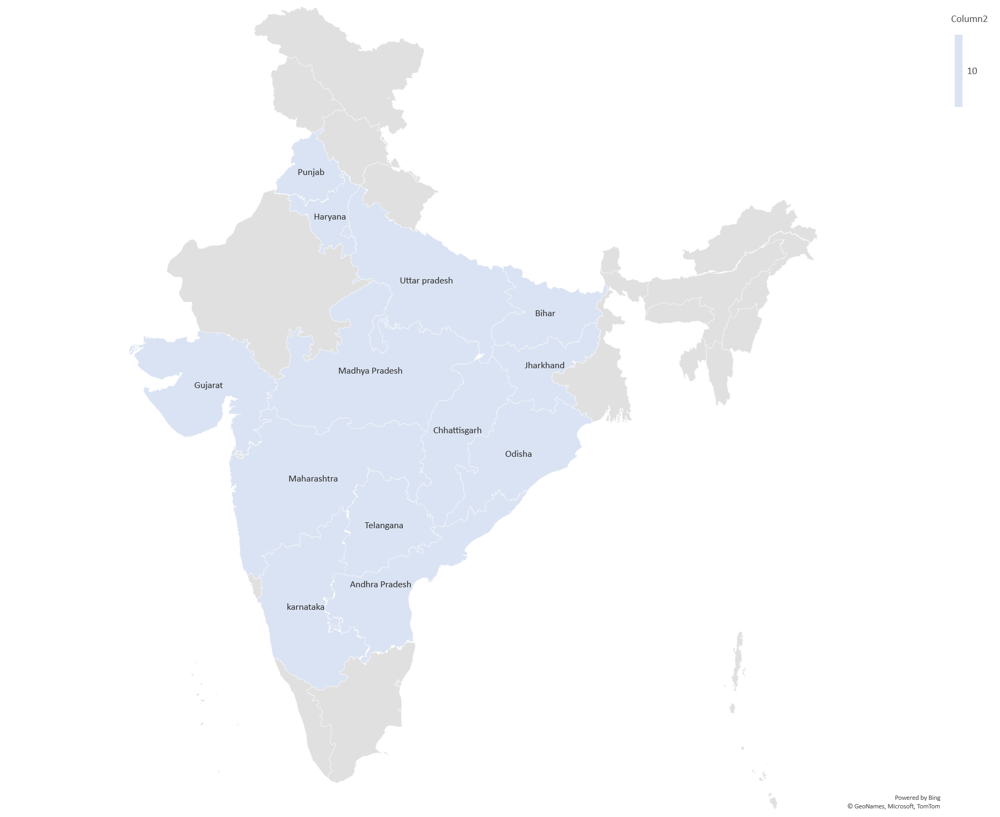 Column2
10
Punjab
Haryana
Uttar pradesh
Bihar
Jharkhand
Madhya Pradesh
Gujarat
Chhattisgarh
Odisha
Maharashtra
Telangana
Andhra Pradesh
karnataka
Powered by Bing
© GeoNames, Microsoft, TomTom